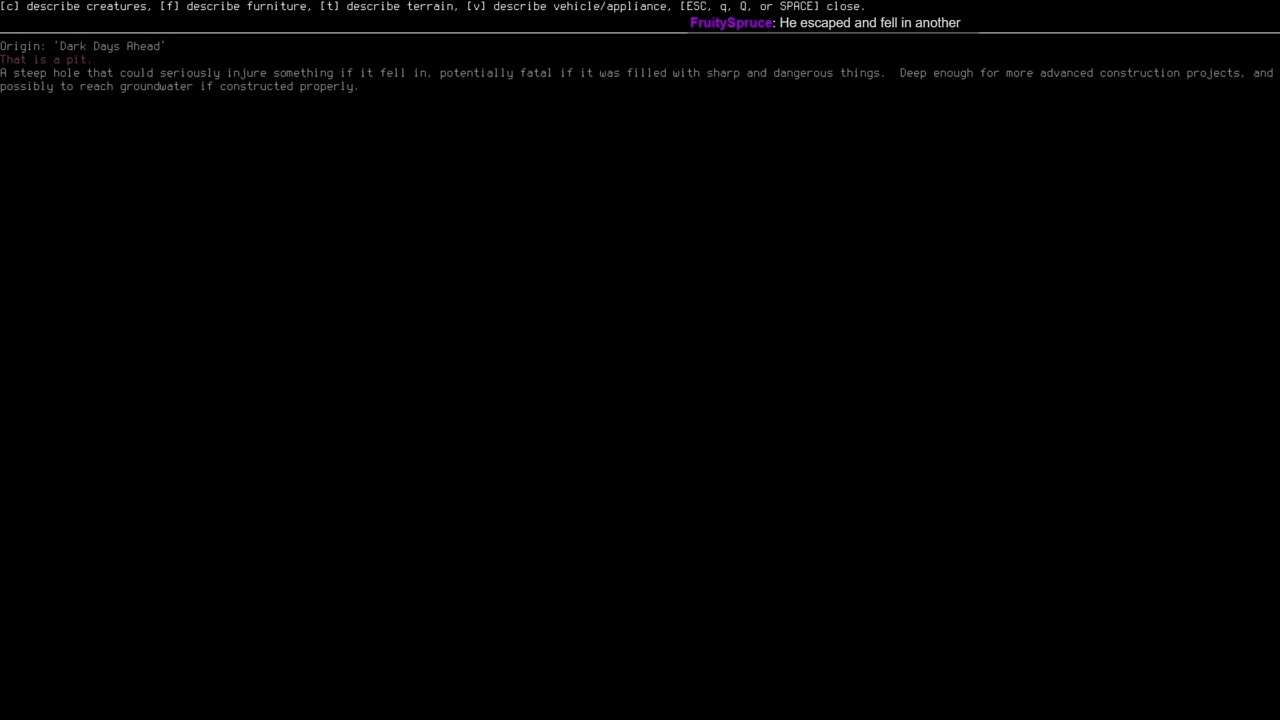 [c] describe creatures, [f] describe furniture, [t] describe terrain, [v] describe vehicle/appliance, [ESC, q, Q, or SPACE] close.
FruitySpruce: He escaped and fell in another
Origin: 'Dark Days Ahead'
That is a pit.
A steep hole that could seriously injure something if it fell in, potentially fatal if it was filled with sharp and dangerous things.  Deep enough for more advanced construction projects, and
possibly to reach groundwater if constructed properly.